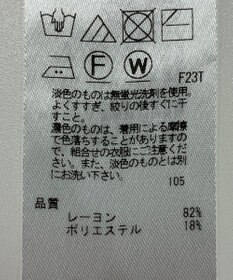 F W
F23T
淡色のものは無蛍光洗剤を使用。
よくすすぎ、絞りの後すぐに干
すこと。
濃色のものは、着用による摩擦
で色落ちすることがありますの
で、組合せの衣服にご注意くださ
い。また、淡色のものとは別
にお洗い下さい。
105
品質
レーヨン 82%
ポリエステル 18%